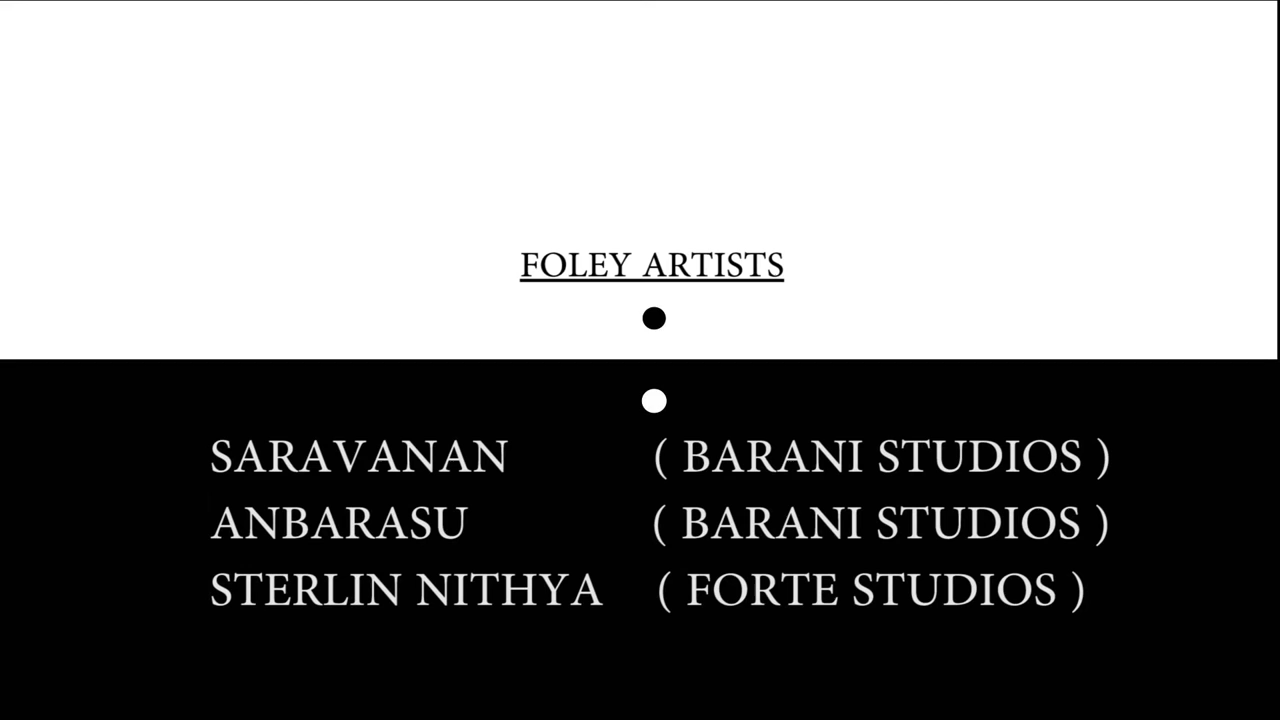 FOLEY ARTISTS
SARAVANAN ( BARANI STUDIOS )
ANBARASU ( BARANI STUDIOS )
STERLIN NITHYA ( FORTE STUDIOS )